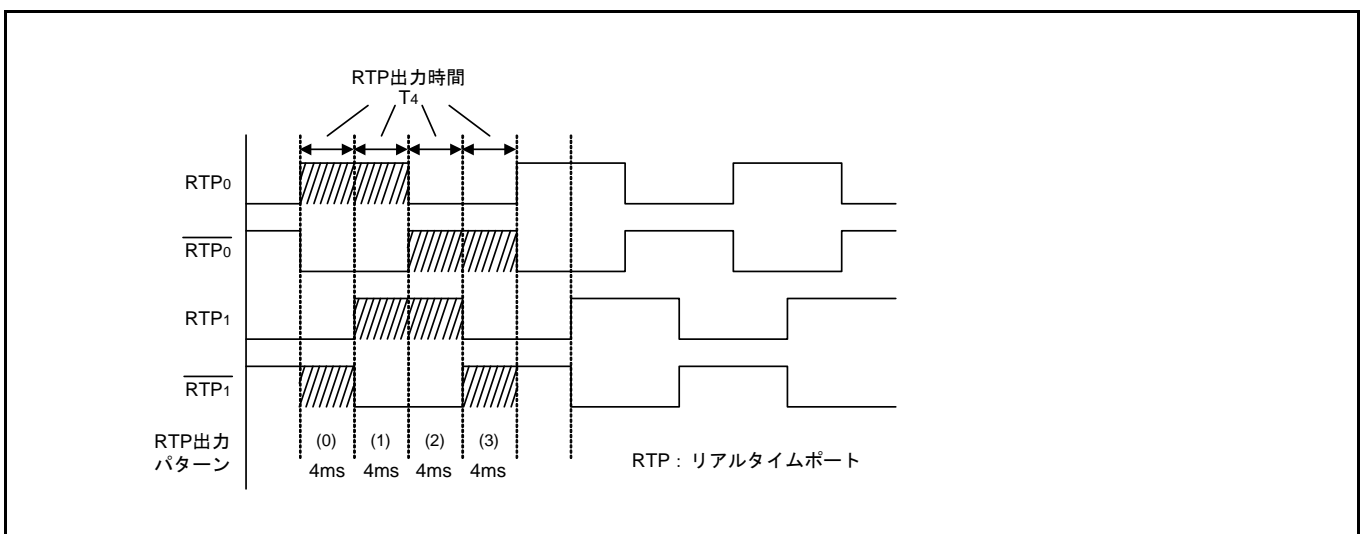 RTP出力時間
T4
RTP0
RTP0
RTP1
RTP1
RTP出力
パターン
(0) (1) (2) (3)
4ms 4ms 4ms 4ms
RTP : リアルタイムポート